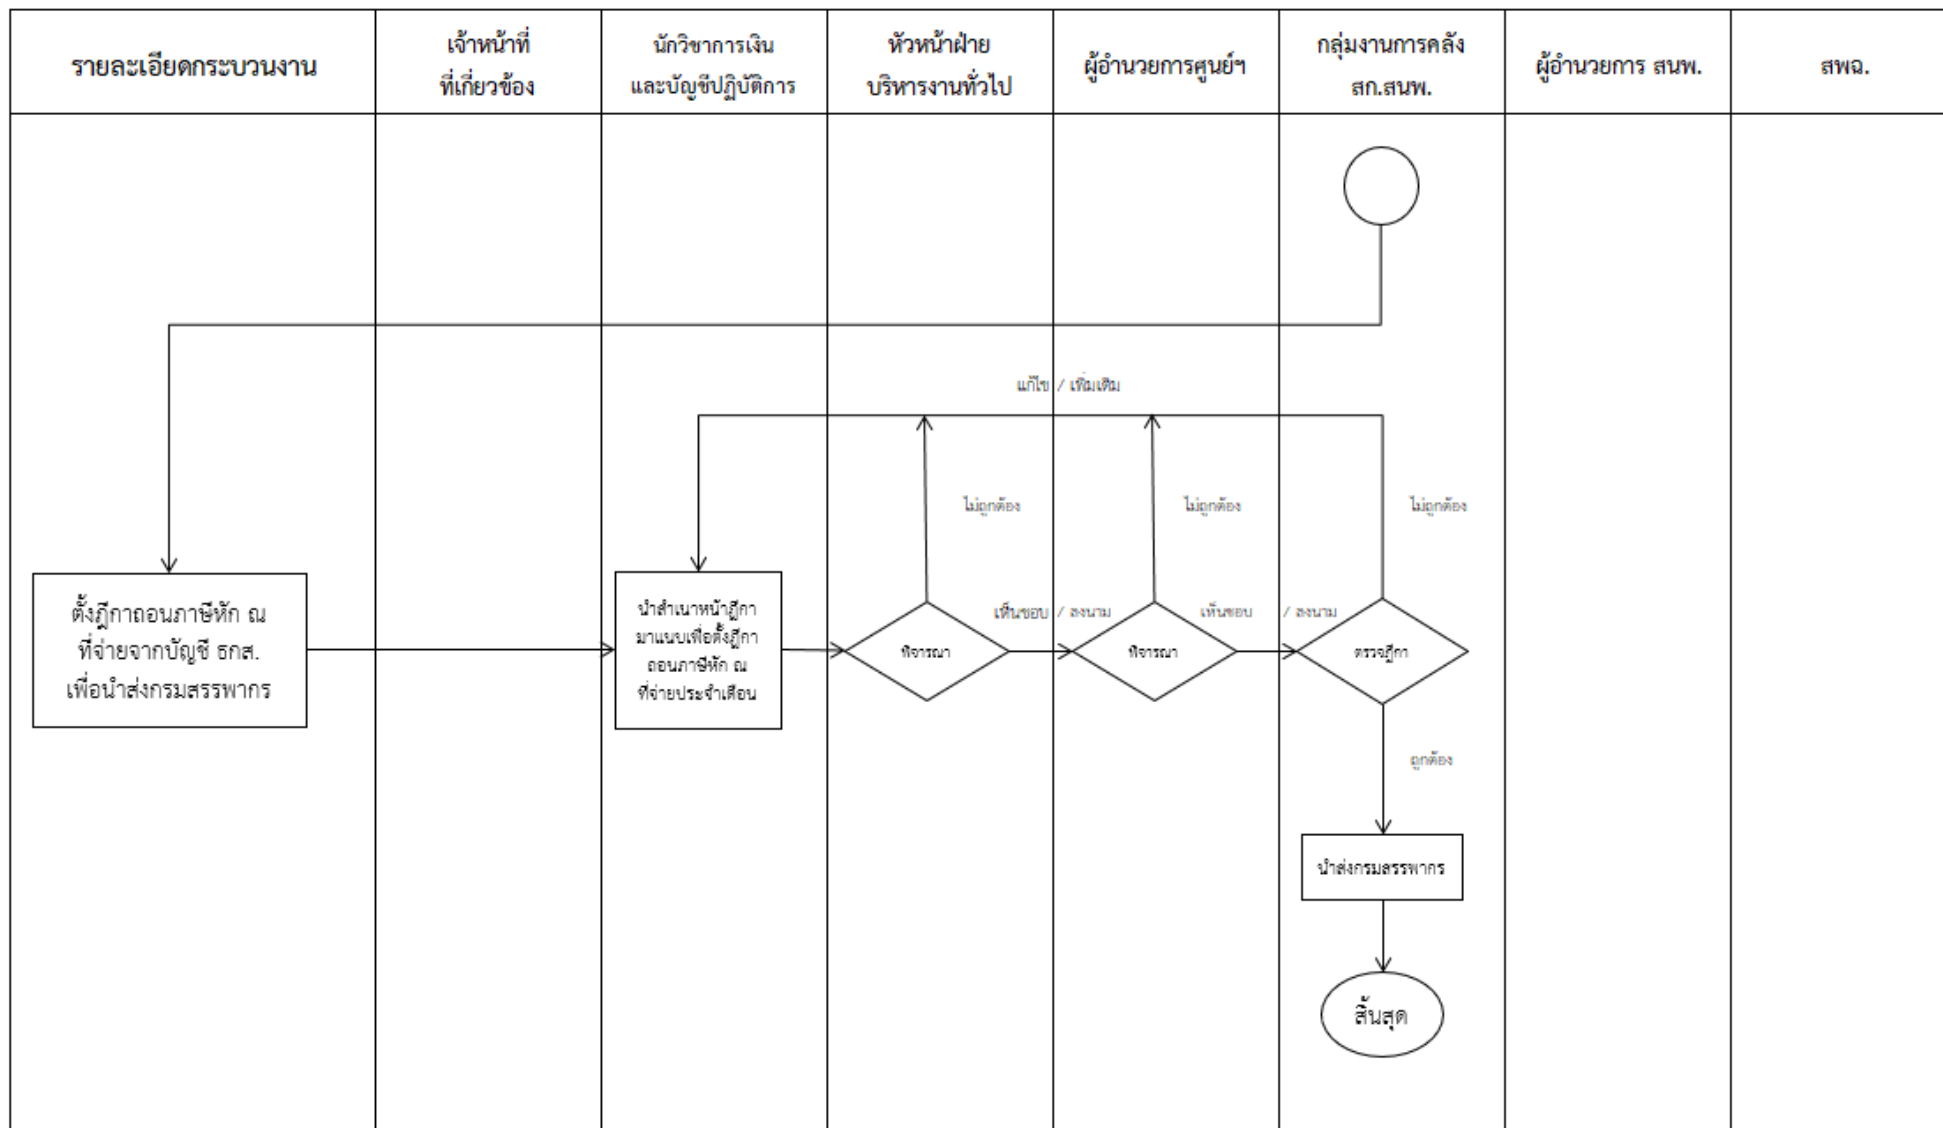 รายละเอียดกระบวนงาน
เจ้าหน้าที่
ที่เกี่ยวข้อง
นักวิชาการเงิน
และบัญชีปฏิบัติการ
หัวหน้าฝ่าย
บริหารงานทั่วไป
ผู้อำนวยการศูนย์ฯ
กลุ่มงานการคลัง
สก.สนพ.
ผู้อำนวยการ สนพ.
สพฉ.
แก้ไข / เพิ่มเติม
ไม่ถูกต้อง
ไม่ถูกต้อง
ไม่ถูกต้อง
ตั้งฎีกาถอนภาษีหัก ณ
ที่จ่ายจากบัญชี ธกส.
เพื่อนำส่งกรมสรรพากร
นำสำเนาหน้าฎีกา
มาแนบเพื่อตั้งฎีกา
ถอนภาษีหัก ณ
ที่จ่ายประจำเดือน
พิจารณา
เห็นชอบ / ลงนาม
พิจารณา
เห็นชอบ / ลงนาม
ตรวจฎีกา
ถูกต้อง
นำส่งกรมสรรพากร
สิ้นสุด